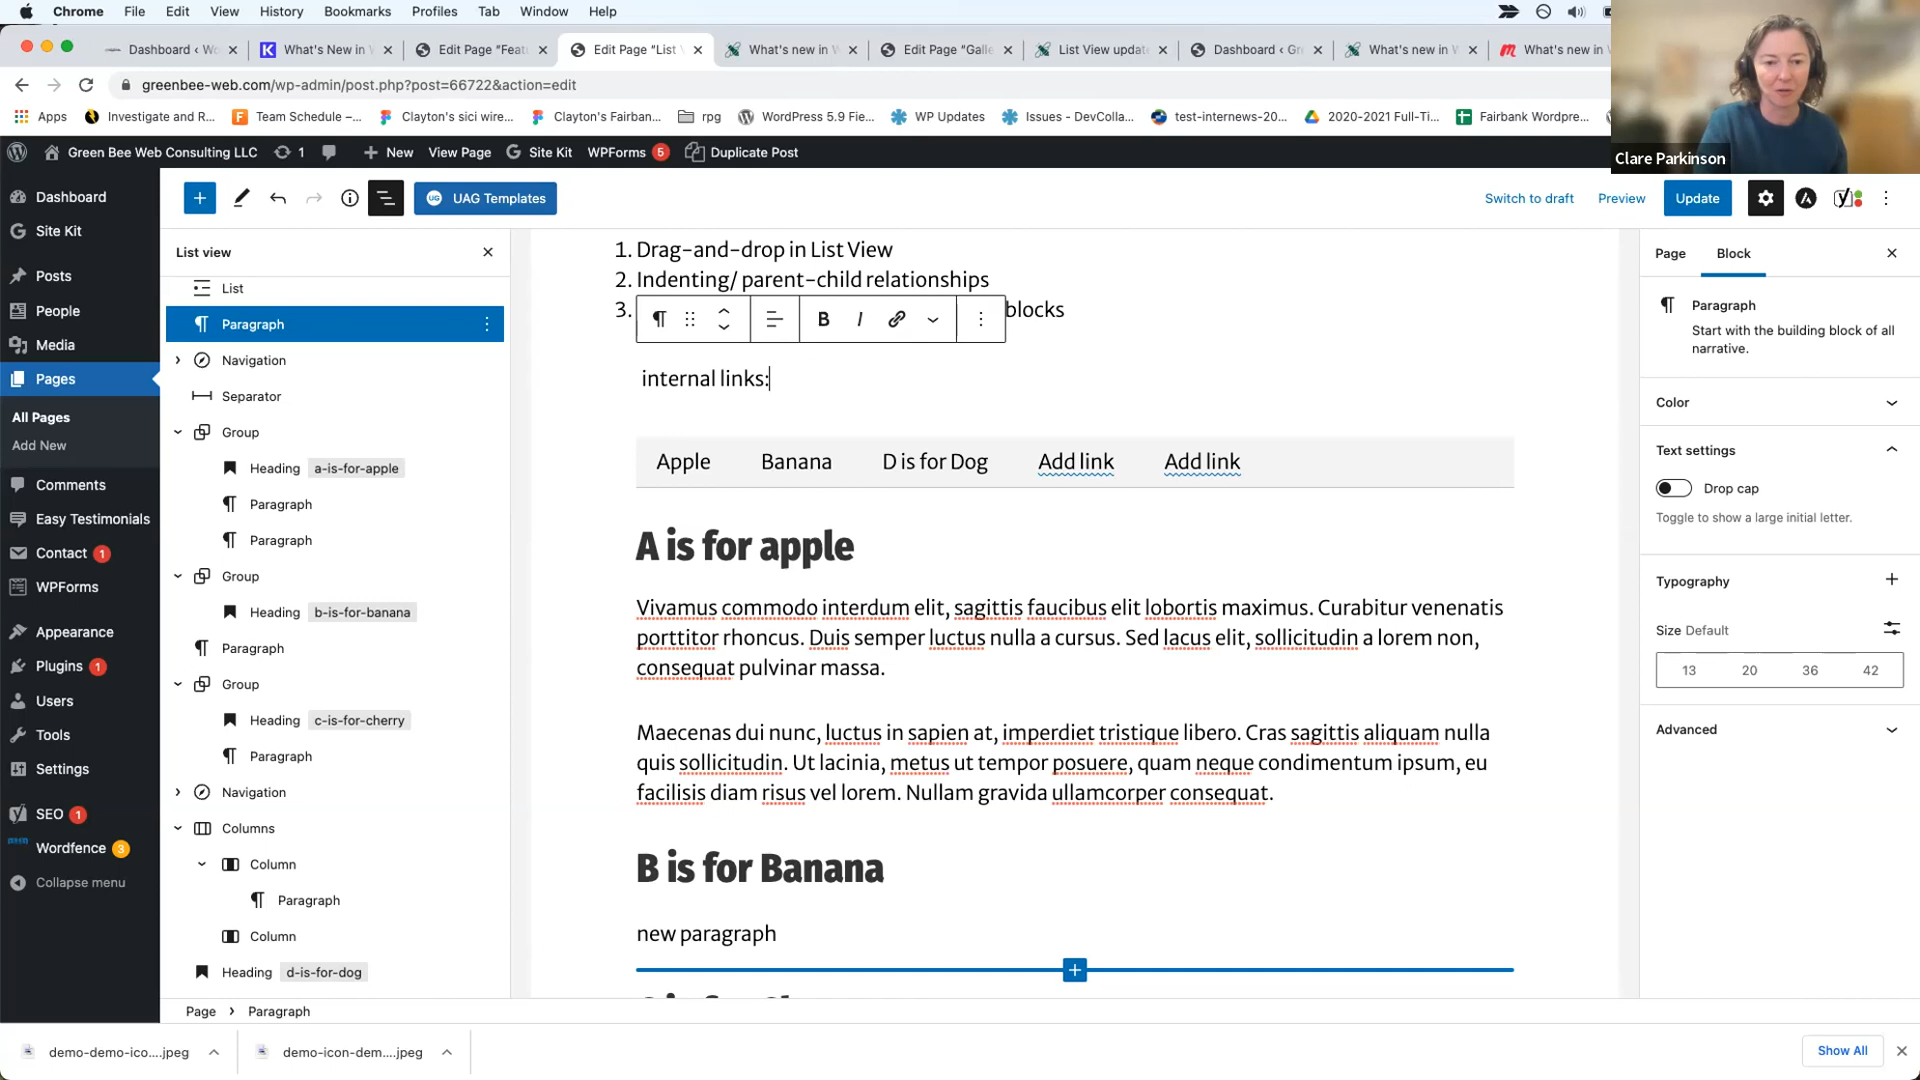 Chrome File Edit View History Bookmarks Profiles Tab Window Help
Dashboard ‹ Wo
What's New in W
Edit Page “Featu
Edit Page “List V
What's new in W
Edit Page “Galle
List View update
Dashboard ‹ Gre
What's new in W
What's new in
greenbee-web.com/wp-admin/post.php?post=66722&action=edit
Apps Investigate and R... Team Schedule –... Clayton's sici wire... Clayton's Fairban... rpg WordPress 5.9 Fie... WP Updates Issues - DevColla... test-internews-20... 2020-2021 Full-Ti... Fairbank Wordpre...
Clare Parkinson
Green Bee Web Consulting LLC 1 New View Page Site Kit WPForms 5 Duplicate Post
Dashboard
Site Kit
Posts
People
Media
Pages
All Pages
Add New
Comments
Easy Testimonials
Contact 1
WPForms
Appearance
Plugins 1
Users
Tools
Settings
SEO 1
Wordfence 3
Collapse menu
UG UAG Templates
Switch to draft Preview Update
List view
List
Paragraph
Navigation
Separator
Group
Heading a-is-for-apple
Paragraph
Paragraph
Group
Heading b-is-for-banana
Paragraph
Group
Heading c-is-for-cherry
Paragraph
Navigation
Columns
Column
Paragraph
Column
Heading d-is-for-dog
1. Drag-and-drop in List View
2. Indenting/ parent-child relationships
3. blocks
B I
internal links:
Apple Banana D is for Dog Add link Add link
A is for apple
Vivamus commodo interdum elit, sagittis faucibus elit lobortis maximus. Curabitur venenatis
porttitor rhoncus. Duis semper luctus nulla a cursus. Sed lacus elit, sollicitudin a lorem non,
consequat pulvinar massa.
Maecenas dui nunc, luctus in sapien at, imperdiet tristique libero. Cras sagittis aliquam nulla
quis sollicitudin. Ut lacinia, metus ut tempor posuere, quam neque condimentum ipsum, eu
facilisis diam risus vel lorem. Nullam gravida ullamcorper consequat.
B is for Banana
new paragraph
Page Block
Paragraph
Start with the building block of all
narrative.
Color
Text settings
Drop cap
Toggle to show a large initial letter.
Typography
Size Default
13 20 36 42
Advanced
Page › Paragraph
demo-demo-ico....jpeg
demo-icon-dem....jpeg
Show All